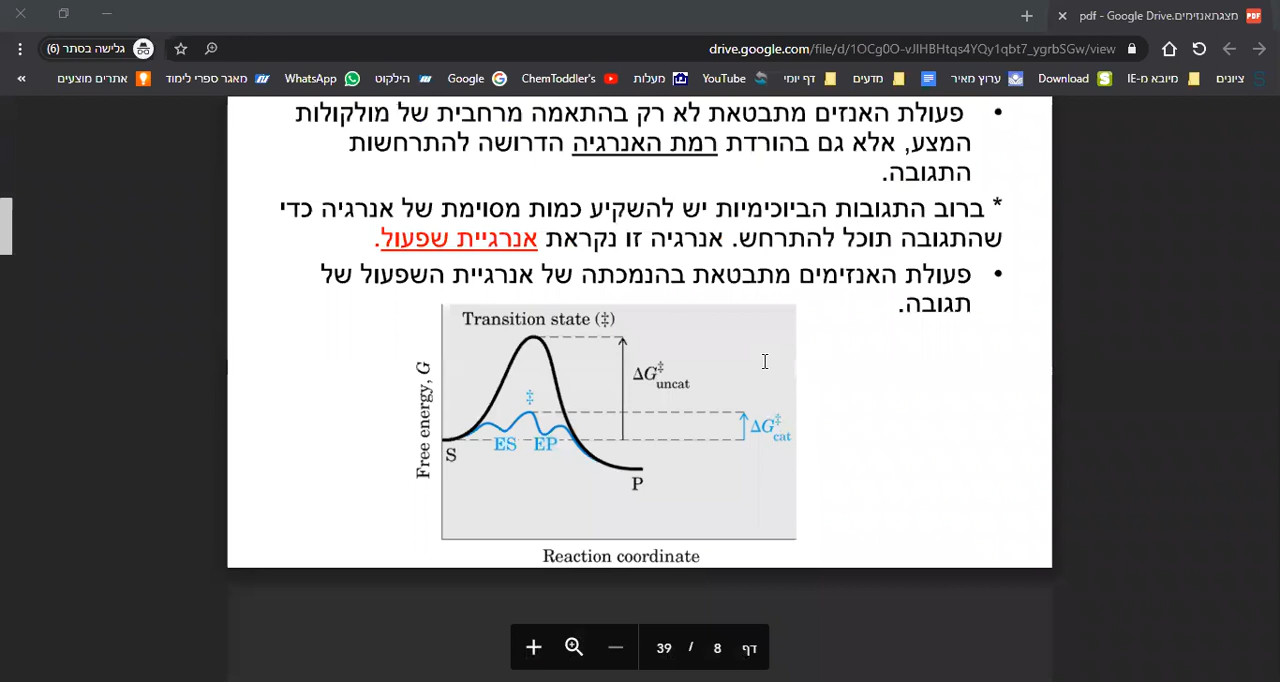 מצגתאנזימים.pdf - Google Drive
drive.google.com/file/d/1OCg0O-vJIHBHtqs4YQy1qbt7_ygrbSGw/view
גלישה בסתר (6)
ציונים
מיובא מ-IE
Download
ערוץ מאיר
מדעים
דף יומי
YouTube
מעלות
ChemToddler's
Google
הילקוט
WhatsApp
מאגר ספרי לימוד
אתרים מוצעים
»
• פעולת האנזים מתבטאת לא רק בהתאמה מרחבית של מולקולות
המצע, אלא גם בהורדת רמת האנרגיה הדרושה להתרחשות
התגובה.
* ברוב התגובות הביוכימיות יש להשקיע כמות מסוימת של אנרגיה כדי
שהתגובה תוכל להתרחש. אנרגיה זו נקראת אנרגיית שפעול.
• פעולת האנזימים מתבטאת בהנמכתה של אנרגיית השפעול של
תגובה.
Transition state (‡)
ΔG‡uncat
‡
ΔG‡cat
ES EP
S
P
Free energy, G
Reaction coordinate
דף 8 / 39